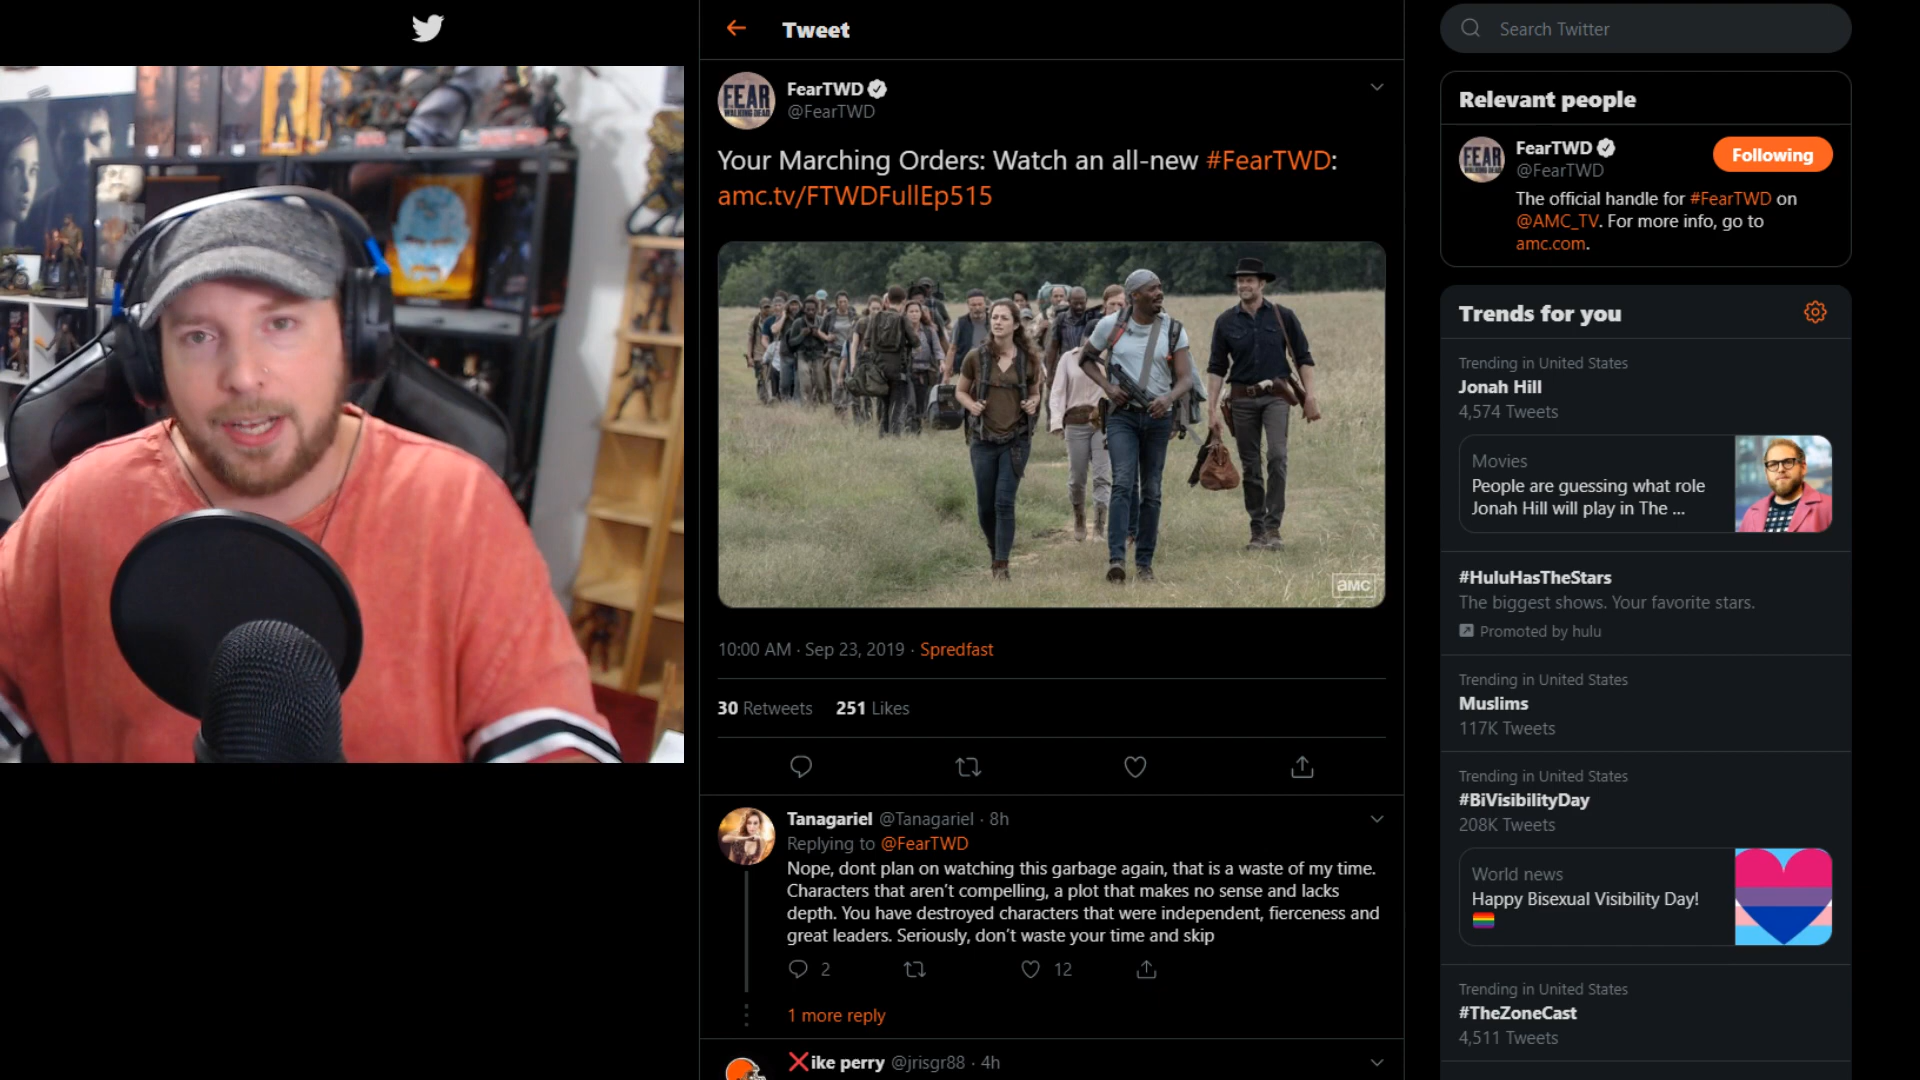 Tweet
FearTWD
@FearTWD
Your Marching Orders: Watch an all-new #FearTWD:
amc.tv/FTWDFullEp515
amc
10:00 AM · Sep 23, 2019 · Spredfast
30 Retweets 251 Likes
Tanagariel @Tanagariel · 8h
Replying to @FearTWD
Nope, dont plan on watching this garbage again, that is a waste of my time.
Characters that aren't compelling, a plot that makes no sense and lacks
depth. You have destroyed characters that were independent, fierceness and
great leaders. Seriously, don't waste your time and skip
2 12
1 more reply
❌ike perry @jrisgr88 · 4h
Search Twitter
Relevant people
FearTWD
Following
@FearTWD
The official handle for #FearTWD on
@AMC_TV. For more info, go to
amc.com.
Trends for you
Trending in United States
Jonah Hill
4,574 Tweets
Movies
People are guessing what role
Jonah Hill will play in The ...
#HuluHasTheStars
The biggest shows. Your favorite stars.
Promoted by hulu
Trending in United States
Muslims
117K Tweets
Trending in United States
#BiVisibilityDay
208K Tweets
World news
Happy Bisexual Visibility Day!
Trending in United States
#TheZoneCast
4,511 Tweets
FEAR
WALKING DEAD
FEAR